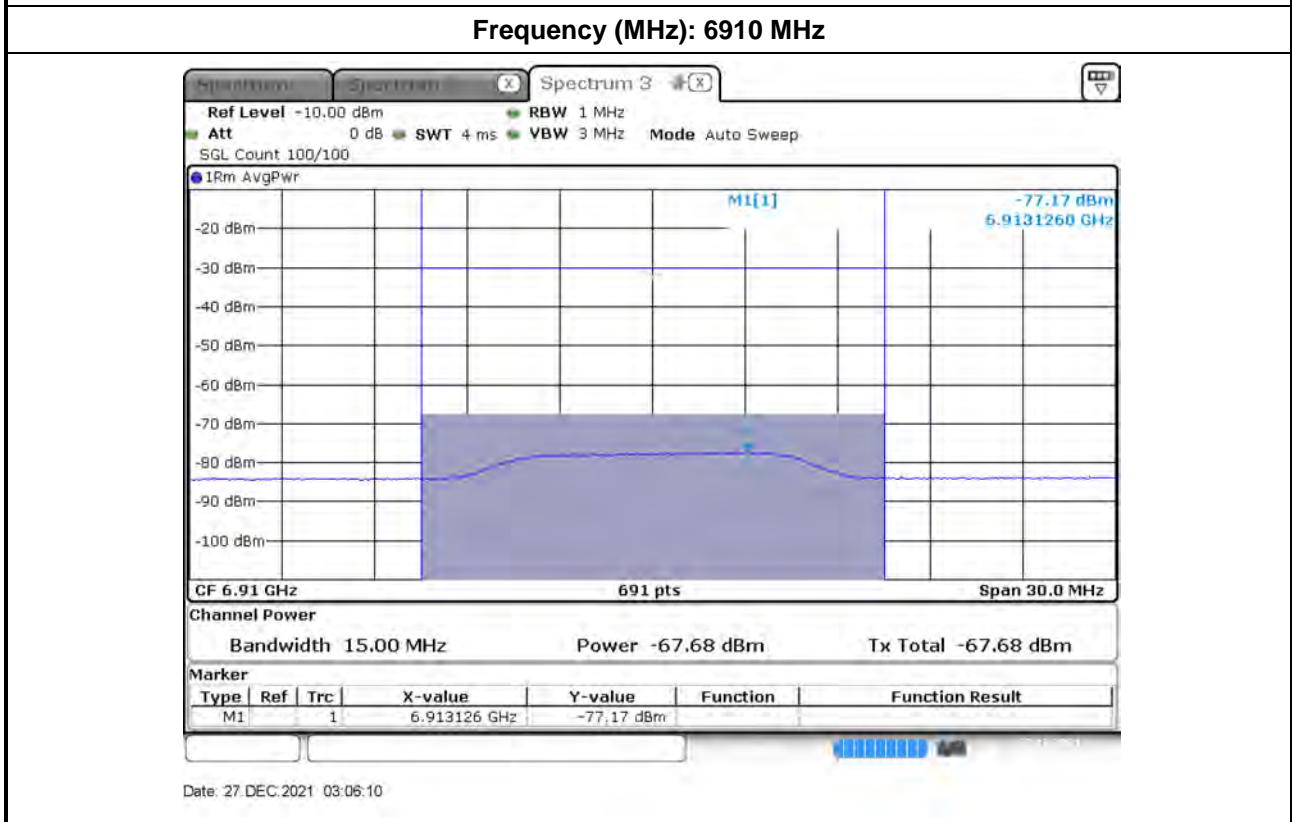 Frequency (MHz): 6910 MHz
Spectrum 3
Ref Level -10.00 dBm RBW 1 MHz
Att 0 dB SWT 4 ms VBW 3 MHz Mode Auto Sweep
SGL Count 100/100
1Rm AvgPwr
M1[1] -77.17 dBm
6.9131260 GHz
-20 dBm
-30 dBm
-40 dBm
-50 dBm
-60 dBm
-70 dBm
-80 dBm
-90 dBm
-100 dBm
CF 6.91 GHz 691 pts Span 30.0 MHz
Channel Power
Bandwidth 15.00 MHz Power -67.68 dBm Tx Total -67.68 dBm
Marker
Type Ref Trc X-value Y-value Function Function Result
M1 1 6.913126 GHz -77.17 dBm
Date: 27.DEC.2021 03:06:10